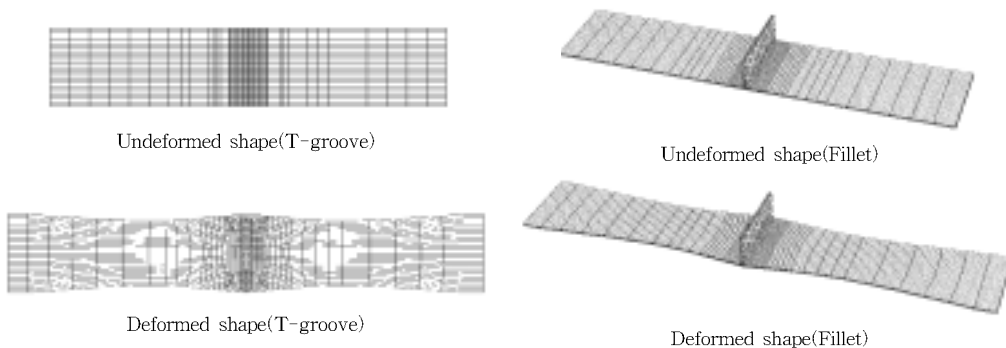 Undeformed shape(T-groove)
Undeformed shape(Fillet)
Deformed shape(T-groove)
Deformed shape(Fillet)